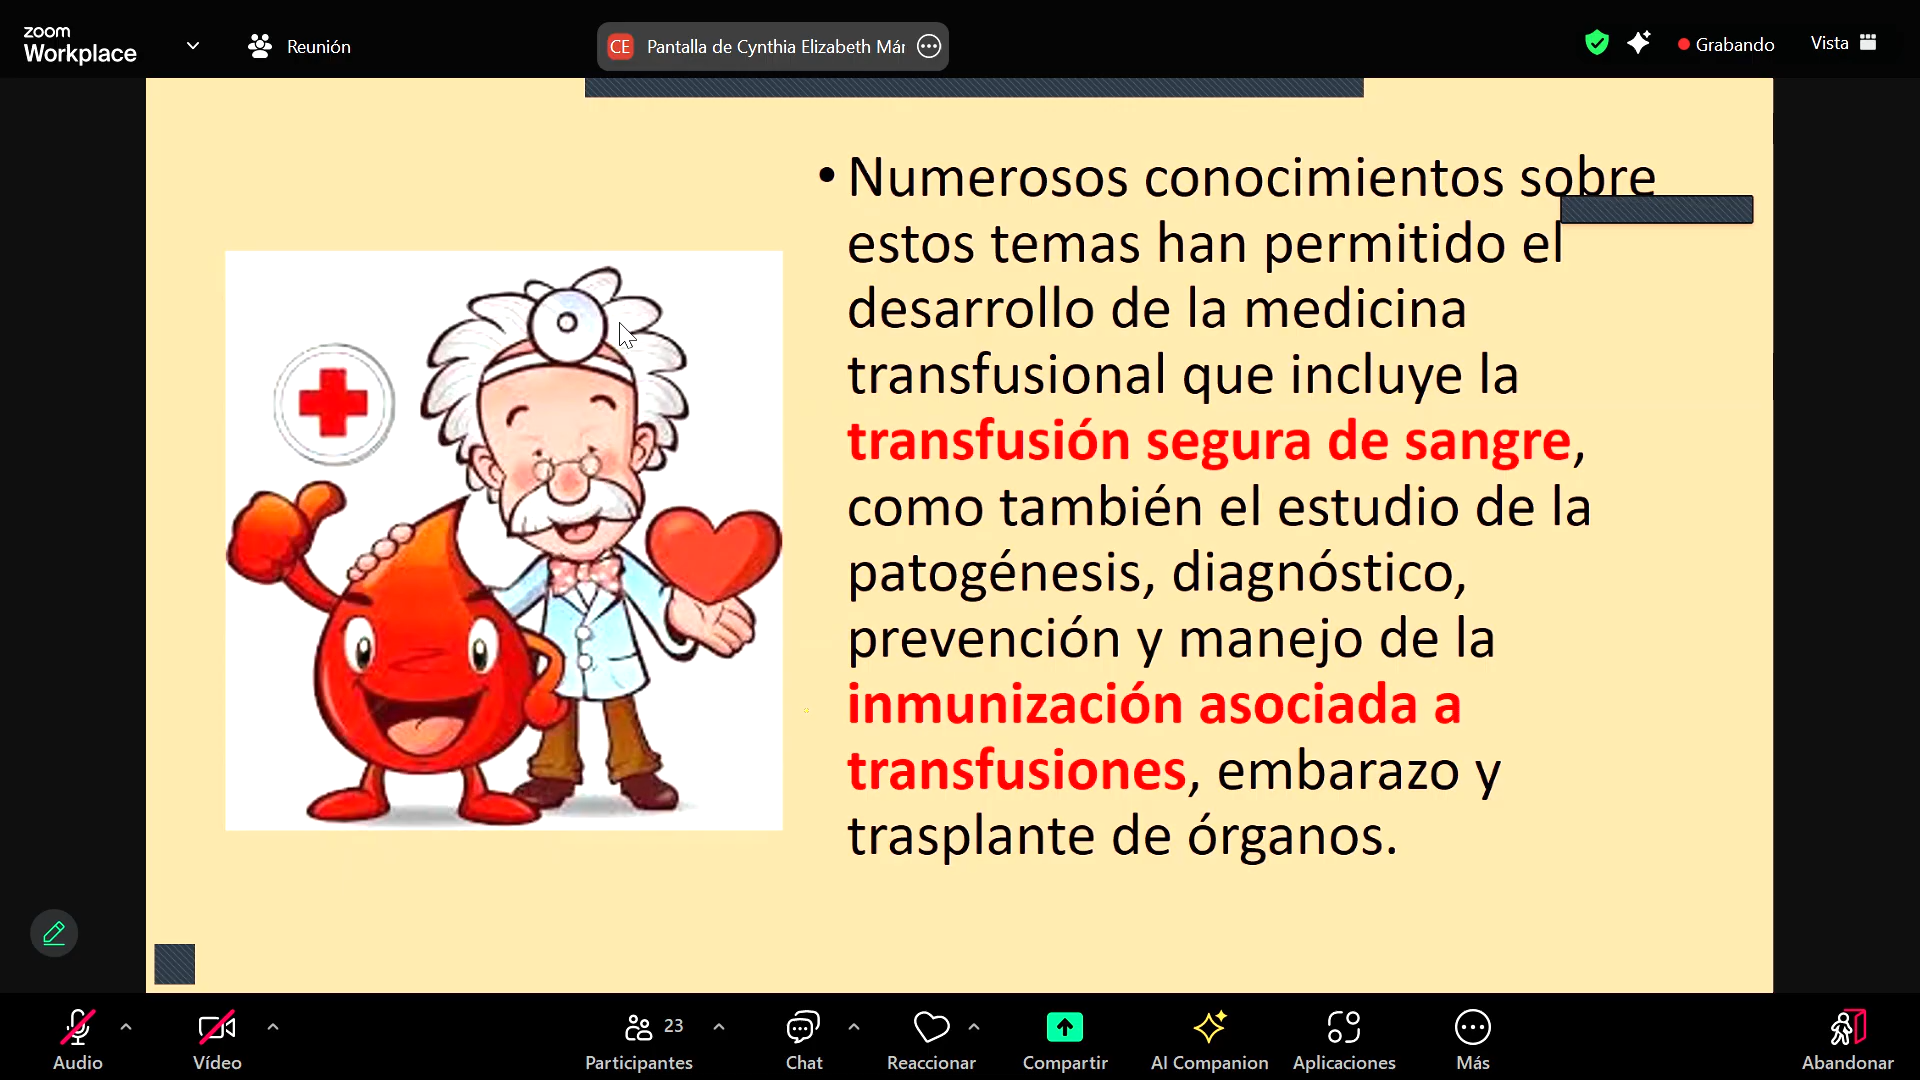 zoom
Workplace
Reunión
CE Pantalla de Cynthia Elizabeth Már
Grabando
Vista
• Numerosos conocimientos sobre
estos temas han permitido el
desarrollo de la medicina
transfusional que incluye la
transfusión segura de sangre,
como también el estudio de la
patogénesis, diagnóstico,
prevención y manejo de la
inmunización asociada a
transfusiones, embarazo y
trasplante de órganos.
Audio
Vídeo
23
Participantes
Chat
Reaccionar
Compartir
AI Companion
Aplicaciones
Más
Abandonar